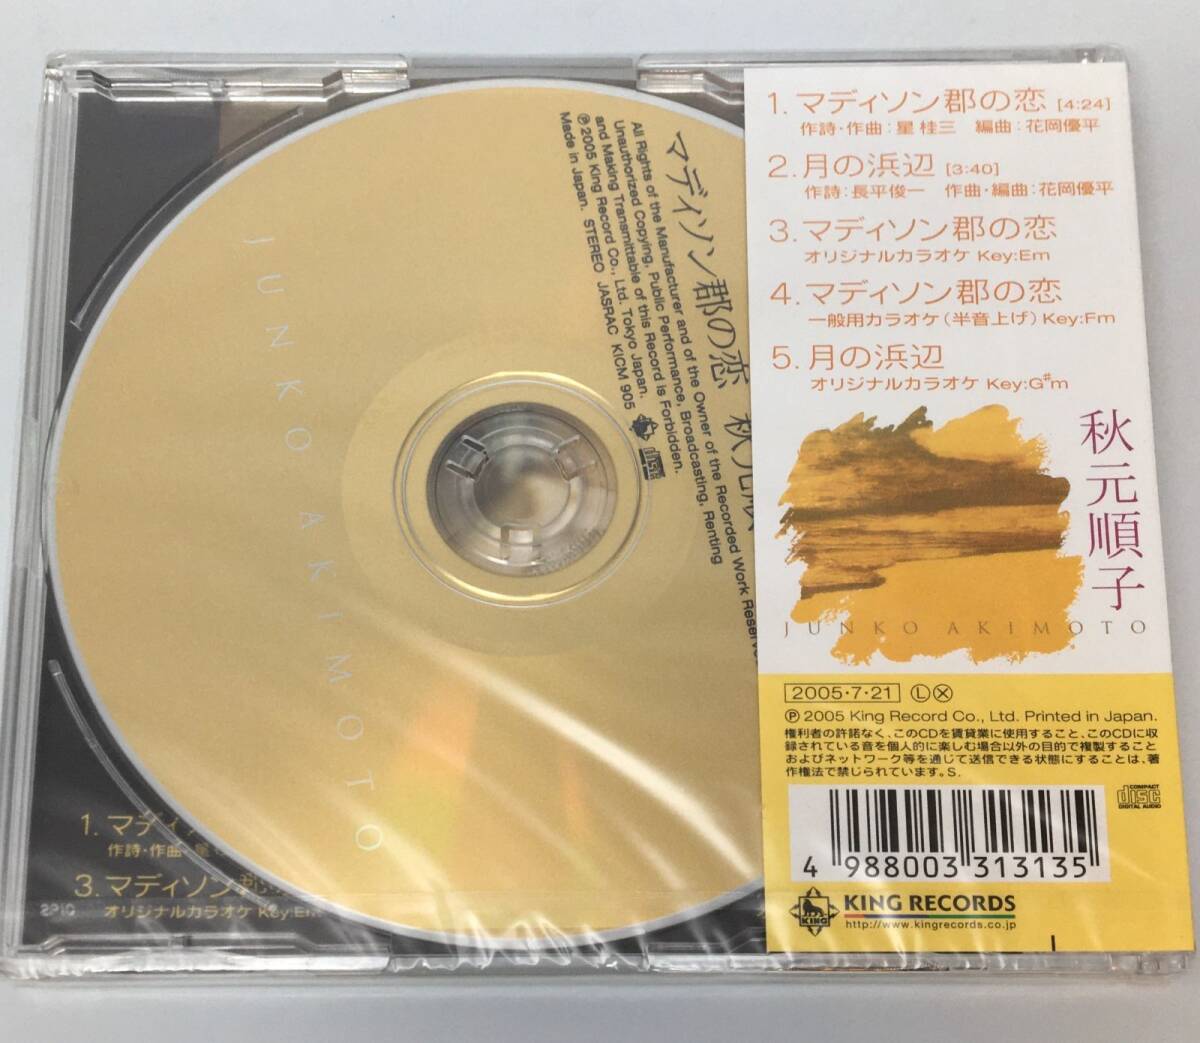 1. マディソン郡の恋 [4:24]
作詩・作曲：星 桂三 編曲：花岡優平
2. 月の浜辺 [3:40]
作詩：長平俊一 作曲・編曲：花岡優平
3. マディソン郡の恋
オリジナルカラオケ Key:Em
4. マディソン郡の恋
一般用カラオケ（半音上げ）Key:Fm
5. 月の浜辺
オリジナルカラオケ Key:G#m
秋元順子
JUNKO AKIMOTO
2005・7・21 Ⓛ ⓧ
Ⓟ 2005 King Record Co., Ltd. Printed in Japan.
権利者の許諾なく、このCDを賃貸業に使用すること、このCDに収
録されている音を個人的に楽しむ場合以外の目的で複製すること
およびネットワーク等を通じて送信できる状態にすることは、著
作権法で禁じられています。S.
COMPACT
disc
DIGITAL AUDIO
4 988003 313135
KING
KING RECORDS
http://www.kingrecords.co.jp
マディソン郡の恋 秋元順
All Rights of the Manufacturer and of the Owner of the Recorded Work Reserve
Unauthorized Copying, Public Performance, Broadcasting, Renting
and Making Transmittable of this Record is Forbidden.
Ⓟ 2005 King Record Co., Ltd. Tokyo Japan.
Made in Japan. STEREO JASRAC KICM 905
disc
JUNKO AKIMOTO
1. マディ
作詩・作曲：星
3. マディソン郡
オリジナルカラオケ Key:Em